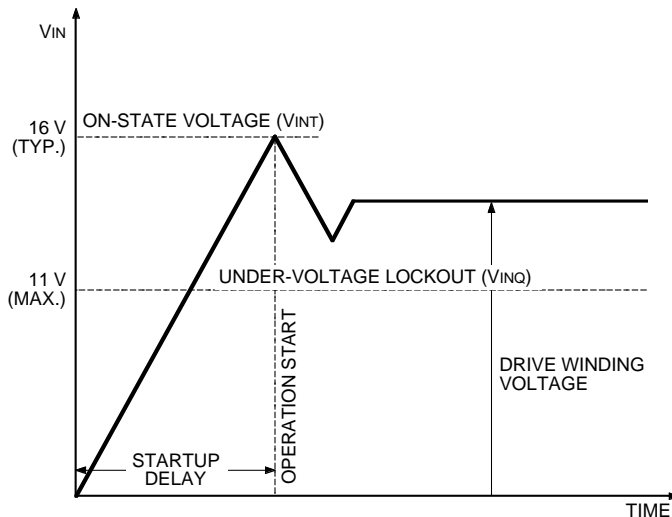 VIN
16 V
(TYP.)
ON-STATE VOLTAGE (VINT)
11 V
(MAX.)
UNDER-VOLTAGE LOCKOUT (VINQ)
OPERATION START
DRIVE WINDING
VOLTAGE
STARTUP
DELAY
TIME